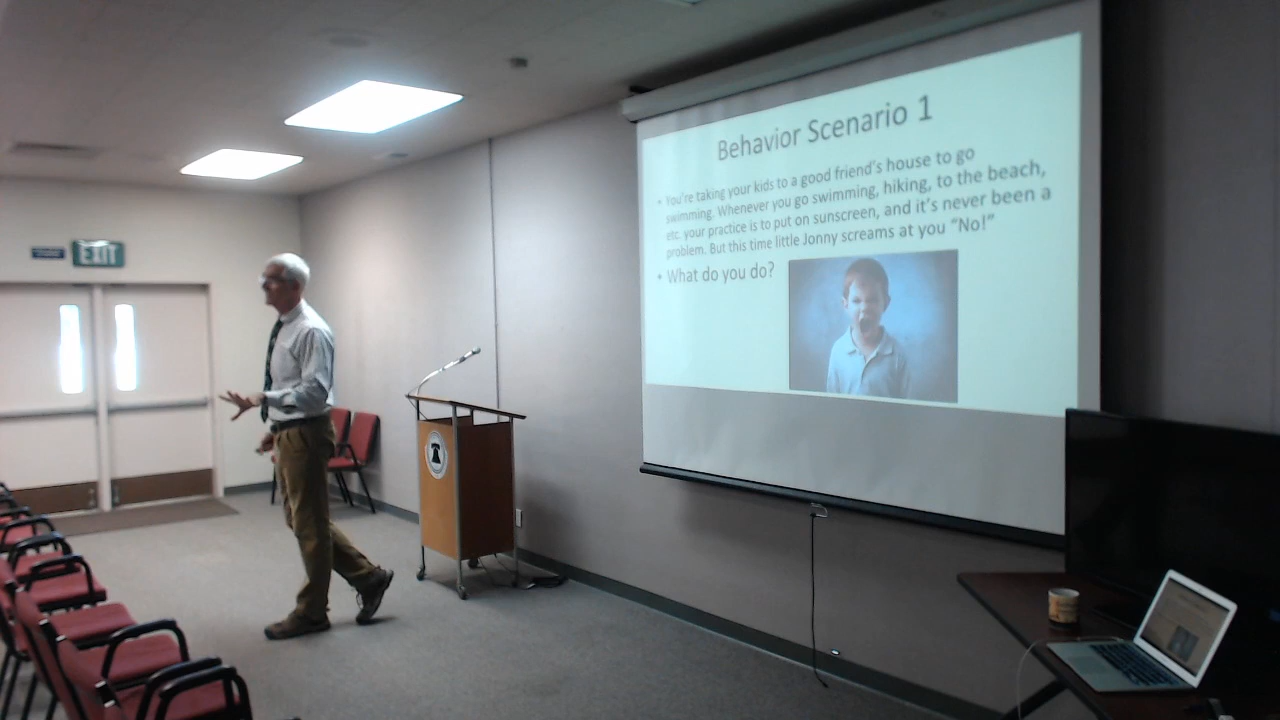 EXIT
Behavior Scenario 1
• You're taking your kids to a good friend's house to go
swimming. Whenever you go swimming, hiking, to the beach,
etc. your practice is to put on sunscreen, and it's never been a
problem. But this time little Jonny screams at you "No!"
• What do you do?